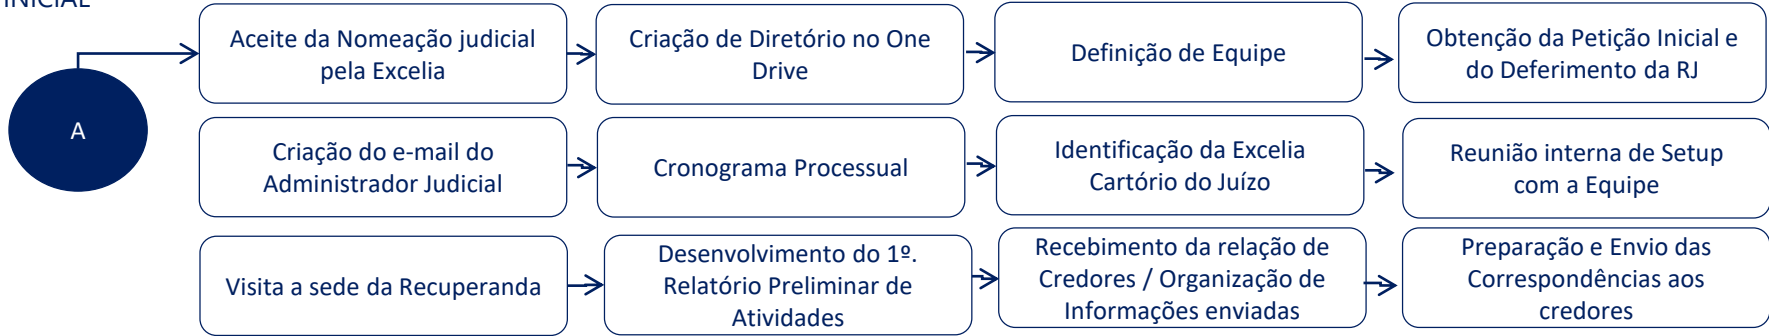 INICIAL
A
Aceite da Nomeação judicial
pela Excelia
Criação de Diretório no One
Drive
Definição de Equipe
Obtenção da Petição Inicial e
do Deferimento da RJ
Criação do e-mail do
Administrador Judicial
Cronograma Processual
Identificação da Excelia
Cartório do Juízo
Reunião interna de Setup
com a Equipe
Visita a sede da Recuperanda
Desenvolvimento do 1º.
Relatório Preliminar de
Atividades
Recebimento da relação de
Credores / Organização de
Informações enviadas
Preparação e Envio das
Correspondências aos
credores